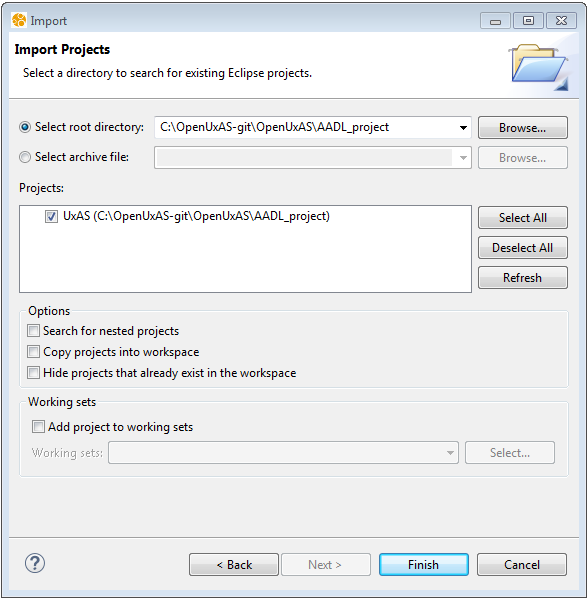 Import
Import Projects
Select a directory to search for existing Eclipse projects.
Select root directory: C:\OpenUxAS-git\OpenUxAS\AADL_project Browse...
Select archive file: Browse...
Projects:
UxAS (C:\OpenUxAS-git\OpenUxAS\AADL_project)
Select All
Deselect All
Refresh
Options
Search for nested projects
Copy projects into workspace
Hide projects that already exist in the workspace
Working sets
Add project to working sets
Working sets: Select...
? < Back Next > Finish Cancel